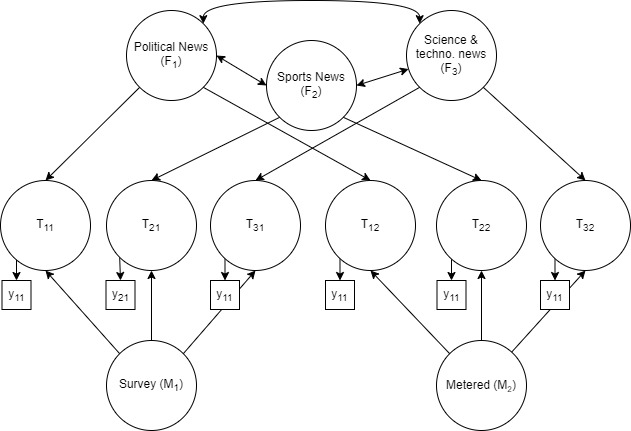 Political News
(F₁)
Sports News
(F₂)
Science &
techno. news
(F₃)
T₁₁
T₂₁
T₃₁
T₁₂
T₂₂
T₃₂
y₁₁
y₂₁
y₁₁
y₁₁
y₁₁
y₁₁
Survey (M₁)
Metered (M₂)